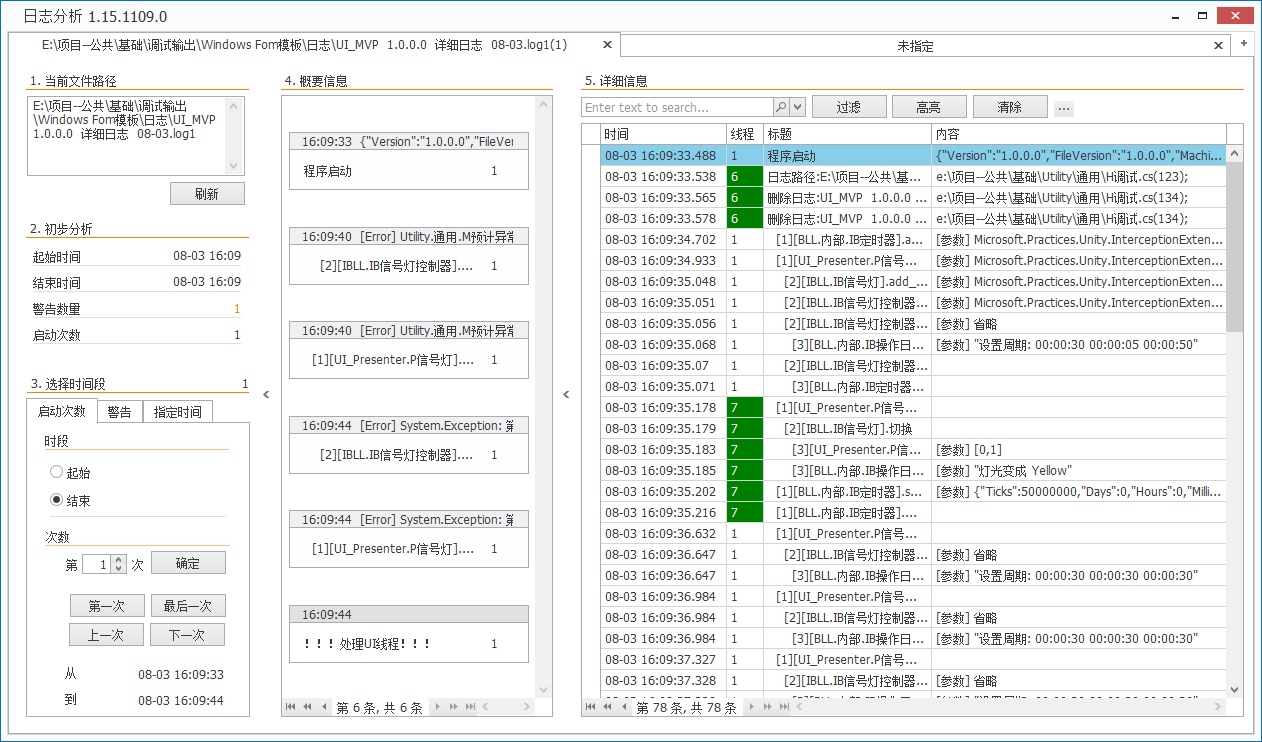 日志分析 1.15.1109.0
E:\项目--公共\基础\调试输出\Windows Fom模板\日志\UI_MVP 1.0.0.0 详细日志 08-03.log1(1)
未指定
1. 当前文件路径
E:\项目--公共\基础\调试输出
\Windows Fom模板\日志\UI_MVP
1.0.0.0 详细日志 08-03.log1
刷新
2. 初步分析
起始时间 08-03 16:09
结束时间 08-03 16:09
警告数量 1
启动次数 1
3. 选择时间段 1
启动次数 警告 指定时间
时段
起始
结束
次数
第 1 次 确定
第一次 最后一次
上一次 下一次
从 08-03 16:09:33
到 08-03 16:09:44
4. 概要信息
16:09:33 {"Version":"1.0.0.0","FileVer
程序启动 1
16:09:40 [Error] Utility.通用.M预计异常
[2][IBLL.IB信号灯控制器].... 1
16:09:40 [Error] Utility.通用.M预计异常
[1][UI_Presenter.P信号灯].... 1
16:09:44 [Error] System.Exception: 第
[2][IBLL.IB信号灯控制器].... 1
16:09:44 [Error] System.Exception: 第
[1][UI_Presenter.P信号灯].... 1
16:09:44
！！！处理UI线程！！！ 1
第 6 条, 共 6 条
5. 详细信息
Enter text to search...
过滤 高亮 清除 ...
时间 线程 标题 内容
08-03 16:09:33.488 1 程序启动 {"Version":"1.0.0.0","FileVersion":"1.0.0.0","Machi...
08-03 16:09:33.538 6 日志路径:E:\项目--公共\基... e:\项目--公共\基础\Utility\通用\Hi调试.cs(123);
08-03 16:09:33.565 6 删除日志:UI_MVP 1.0.0.0 ... e:\项目--公共\基础\Utility\通用\Hi调试.cs(134);
08-03 16:09:33.578 6 删除日志:UI_MVP 1.0.0.0 ... e:\项目--公共\基础\Utility\通用\Hi调试.cs(134);
08-03 16:09:34.702 1 [1][BLL.内部.IB定时器].a... [参数] Microsoft.Practices.Unity.InterceptionExten...
08-03 16:09:34.933 1 [1][UI_Presenter.P信号... [参数] Microsoft.Practices.Unity.InterceptionExten...
08-03 16:09:35.048 1 [2][IBLL.IB信号灯].add_... [参数] Microsoft.Practices.Unity.InterceptionExten...
08-03 16:09:35.051 1 [2][IBLL.IB信号灯控制器... [参数] Microsoft.Practices.Unity.InterceptionExten...
08-03 16:09:35.056 1 [2][IBLL.IB信号灯控制器... [参数] 省略
08-03 16:09:35.068 1 [3][BLL.内部.IB操作日... [参数] "设置周期: 00:00:30 00:00:05 00:00:50"
08-03 16:09:35.07 1 [2][IBLL.IB信号灯控制器...
08-03 16:09:35.071 1 [3][BLL.内部.IB定时器...
08-03 16:09:35.178 7 [1][UI_Presenter.P信号...
08-03 16:09:35.179 7 [2][IBLL.IB信号灯].切换
08-03 16:09:35.183 7 [3][UI_Presenter.P信... [参数] [0,1]
08-03 16:09:35.185 7 [3][BLL.内部.IB操作日... [参数] "灯光变成 Yellow"
08-03 16:09:35.202 7 [1][BLL.内部.IB定时器].s... [参数] {"Ticks":50000000,"Days":0,"Hours":0,"Milli...
08-03 16:09:35.216 7 [1][BLL.内部.IB定时器]....
08-03 16:09:36.632 1 [1][UI_Presenter.P信号...
08-03 16:09:36.647 1 [2][IBLL.IB信号灯控制器... [参数] 省略
08-03 16:09:36.647 1 [3][BLL.内部.IB操作日... [参数] "设置周期: 00:00:30 00:00:30 00:00:30"
08-03 16:09:36.984 1 [1][UI_Presenter.P信号...
08-03 16:09:36.984 1 [2][IBLL.IB信号灯控制器... [参数] 省略
08-03 16:09:36.984 1 [3][BLL.内部.IB操作日... [参数] "设置周期: 00:00:30 00:00:30 00:00:30"
08-03 16:09:37.327 1 [1][UI_Presenter.P信号...
08-03 16:09:37.328 1 [2][IBLL.IB信号灯控制器... [参数] 省略
第 78 条, 共 78 条